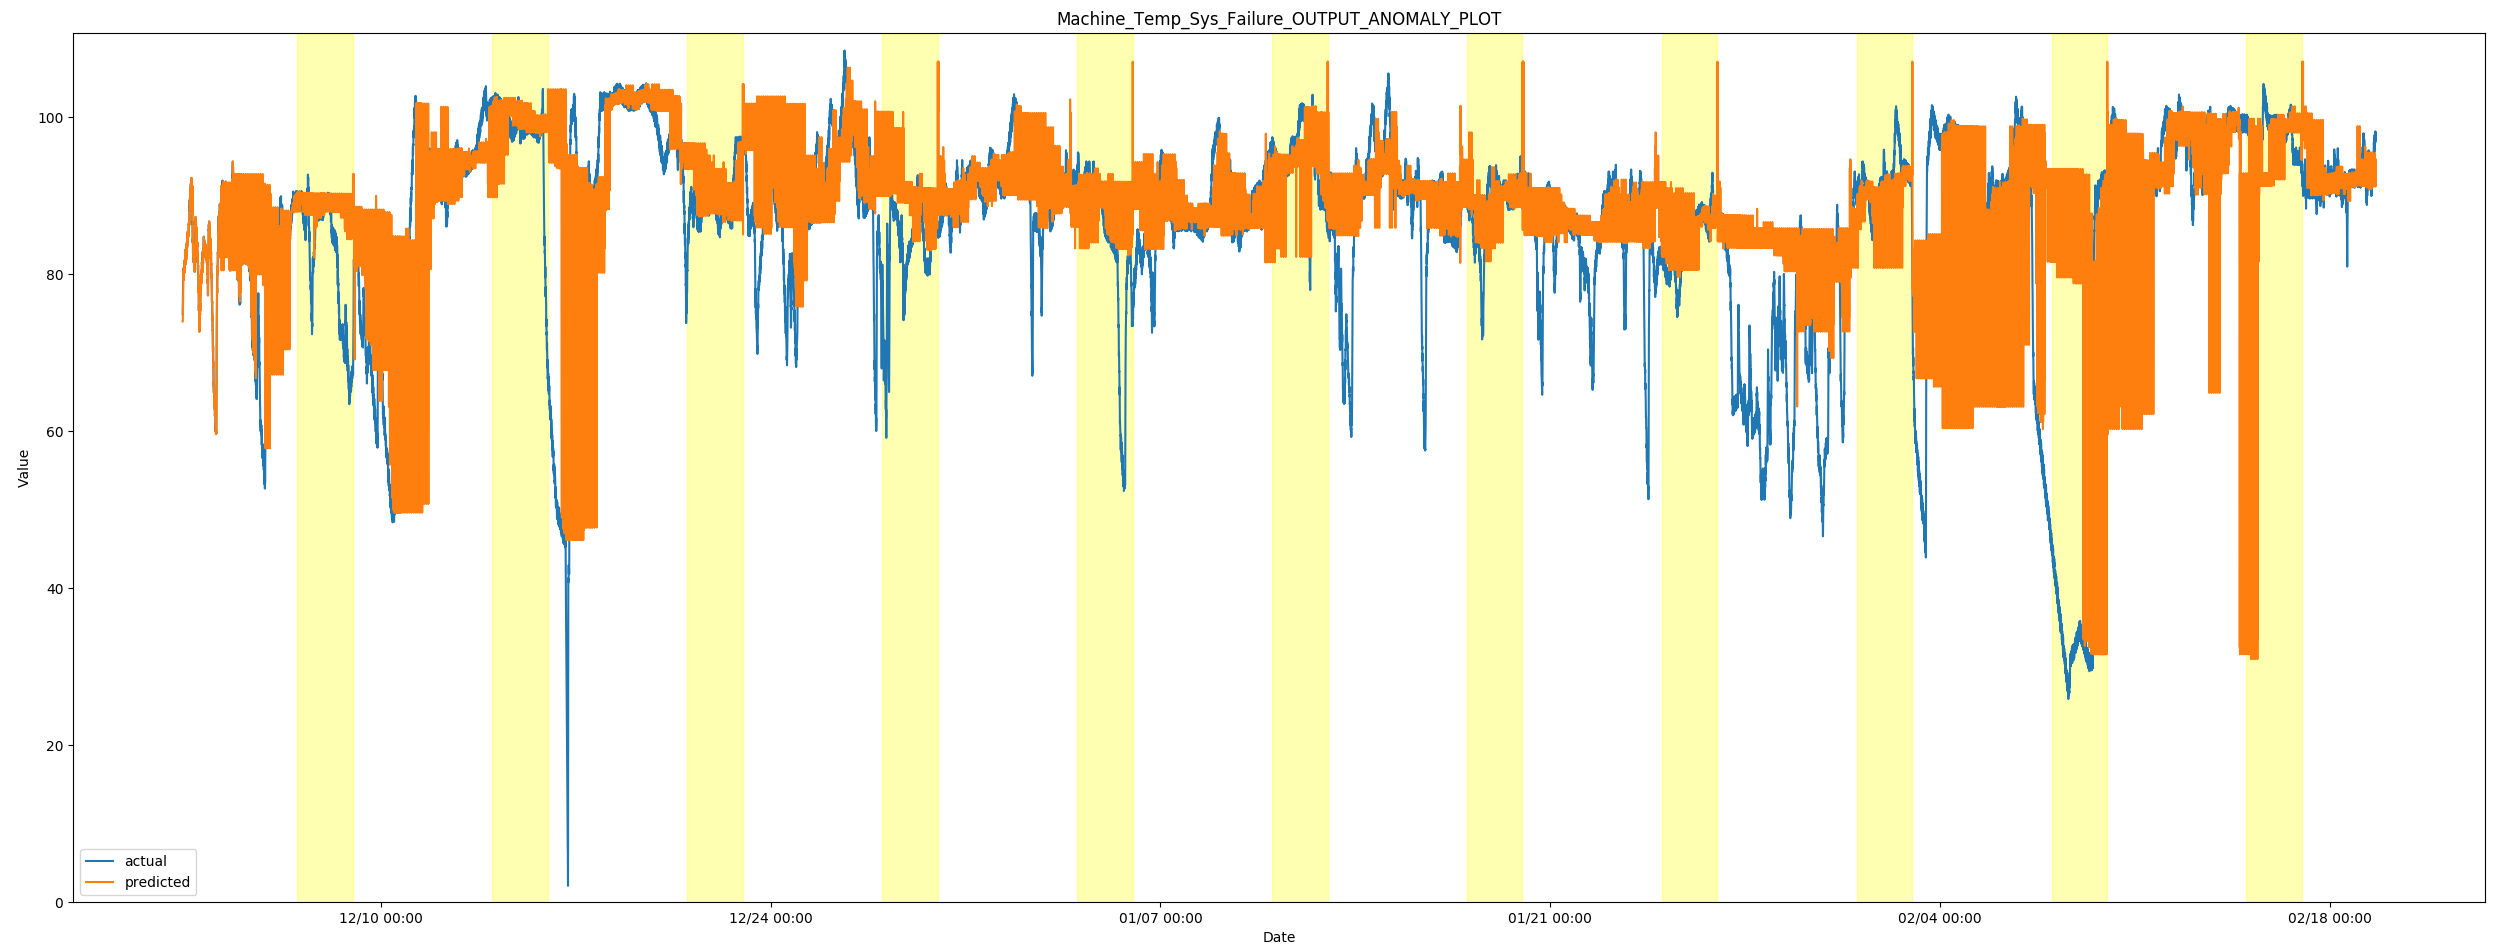 Machine_Temp_Sys_Failure_OUTPUT_ANOMALY_PLOT
Value
100
80
60
40
20
0
actual
predicted
12/10 00:00
12/24 00:00
01/07 00:00
01/21 00:00
02/04 00:00
02/18 00:00
Date